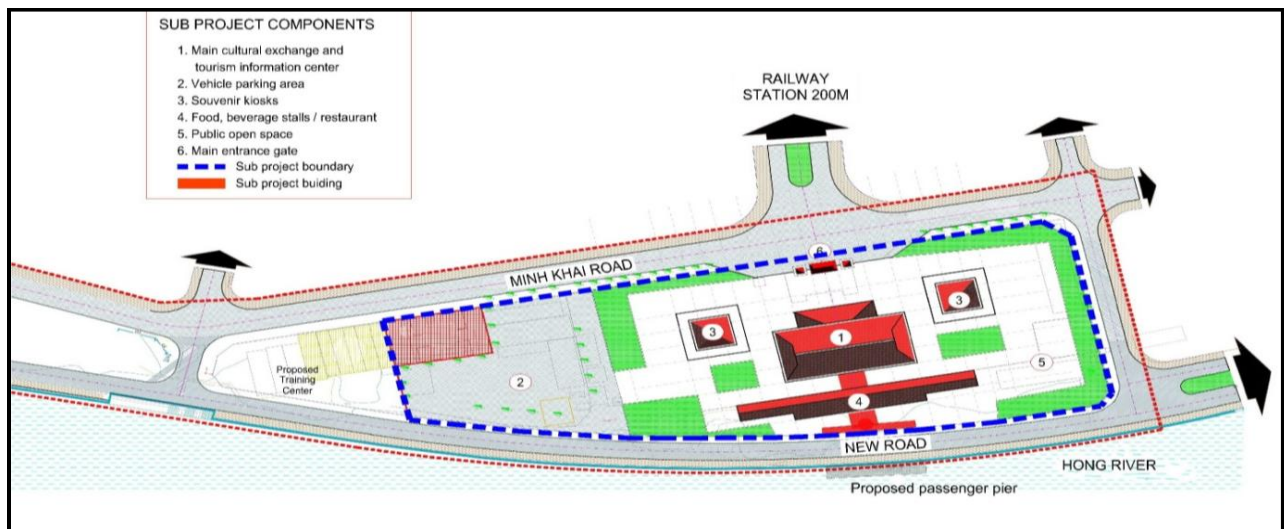 SUB PROJECT COMPONENTS
1. Main cultural exchange and
tourism information center
2. Vehicle parking area
3. Souvenir kiosks
4. Food, beverage stalls / restaurant
5. Public open space
6. Main entrance gate
Sub project boundary
Sub project buiding
RAILWAY
STATION 200M
MINH KHAI ROAD
6
3
3
1
Proposed
Training
Center
2
5
4
NEW ROAD
HONG RIVER
Proposed passenger pier